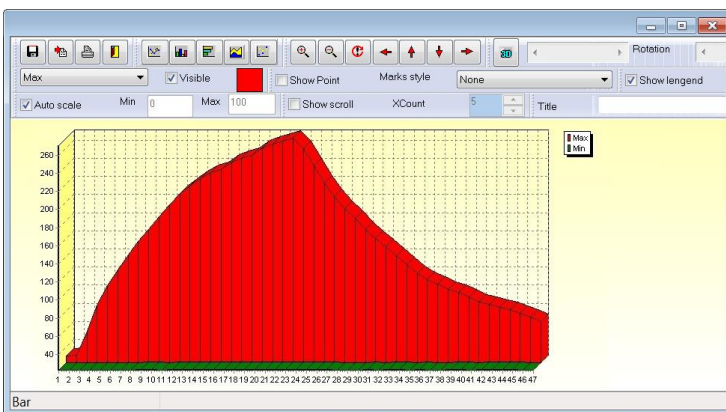 3D
Rotation
Max
Visible
Show Point
Marks style
None
Show lengend
Auto scale
Min
0
Max
100
Show scroll
XCount
5
Title
Max
Min
260
240
220
200
180
160
140
120
100
80
60
40
1 2 3 4 5 6 7 8 9 10 11 12 13 14 15 16 17 18 19 20 21 22 23 24 25 26 27 28 29 30 31 32 33 34 35 36 37 38 39 40 41 42 43 44 45 46 47
Bar